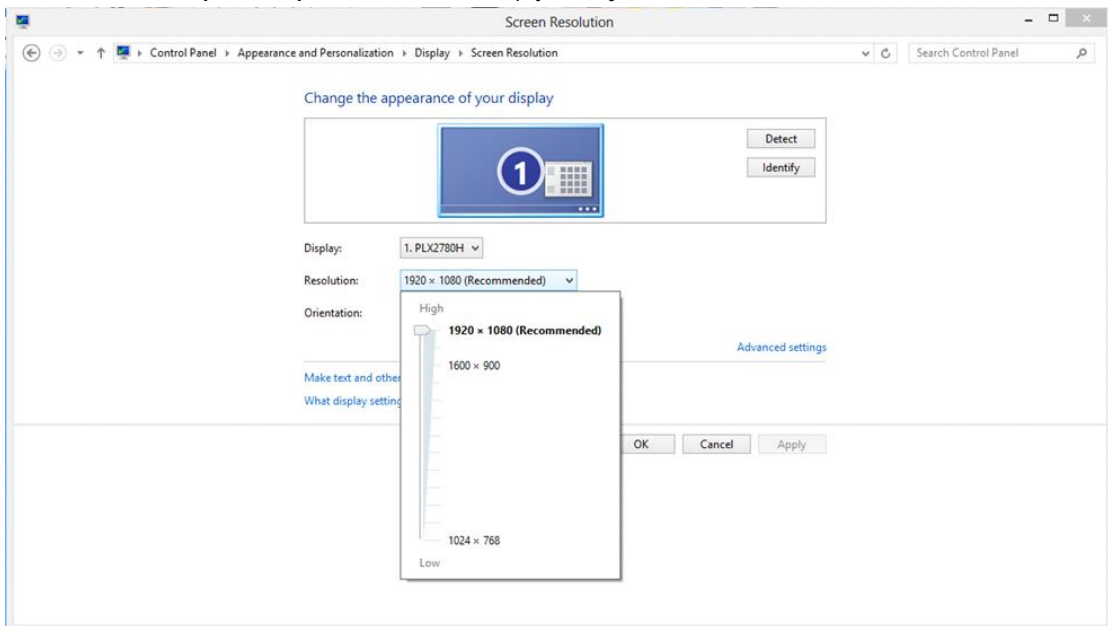 Screen Resolution
Control Panel Appearance and Personalization Display Screen Resolution
Search Control Panel
Change the appearance of your display
1
Detect
Identify
Display: 1. PLX2780H
Resolution: 1920 × 1080 (Recommended)
Orientation:
High
1920 × 1080 (Recommended)
1600 × 900
1024 × 768
Low
Advanced settings
Make text and other
What display setting
OK Cancel Apply